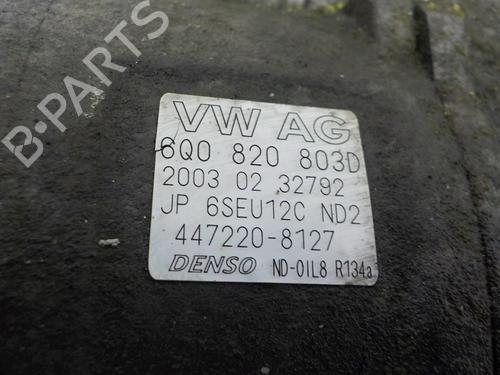 B-PARTS
VW AG
6Q0 820 803D
2003 02 32792
JP 6SEU12C ND2
447220-8127
DENSO ND-OIL8 R134a